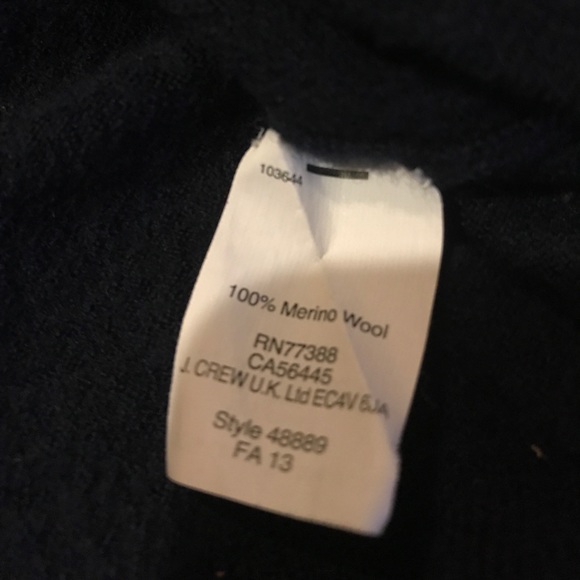 103644
100% Merino Wool
RN77388
CA56445
J. CREW U.K. Ltd EC4V 6JA
Style 48889
FA 13